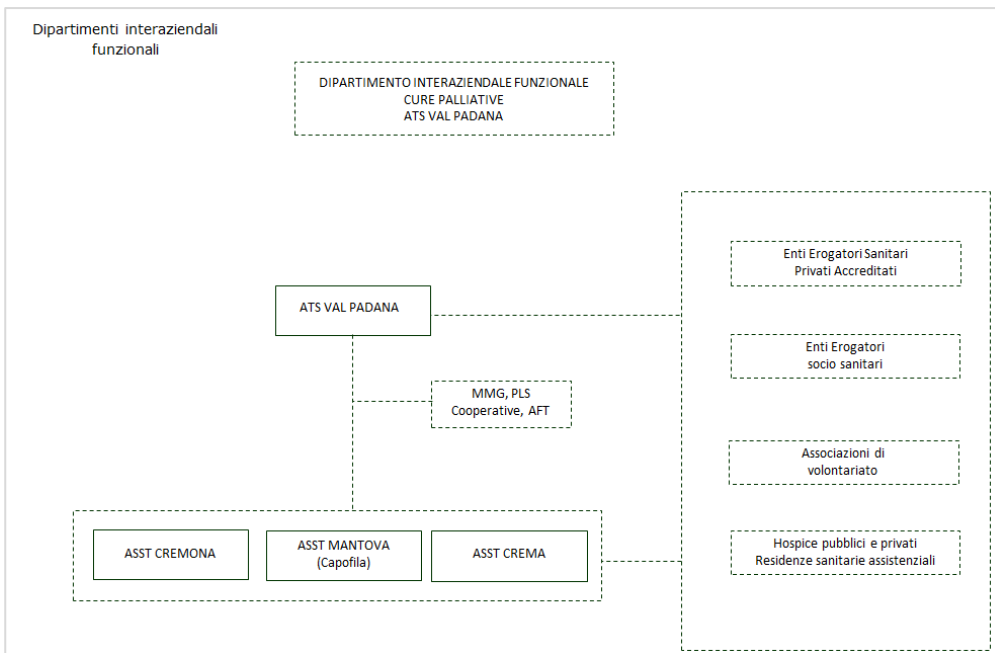 Dipartimenti interaziendali
funzionali
DIPARTIMENTO INTERAZIENDALE FUNZIONALE
CURE PALLIATIVE
ATS VAL PADANA
Enti Erogatori Sanitari
Privati Accreditati
ATS VAL PADANA
Enti Erogatori
socio sanitari
MMG, PLS
Cooperative, AFT
Associazioni di
volontariato
ASST CREMONA
ASST MANTOVA
(Capofila)
ASST CREMA
Hospice pubblici e privati
Residenze sanitarie assistenziali